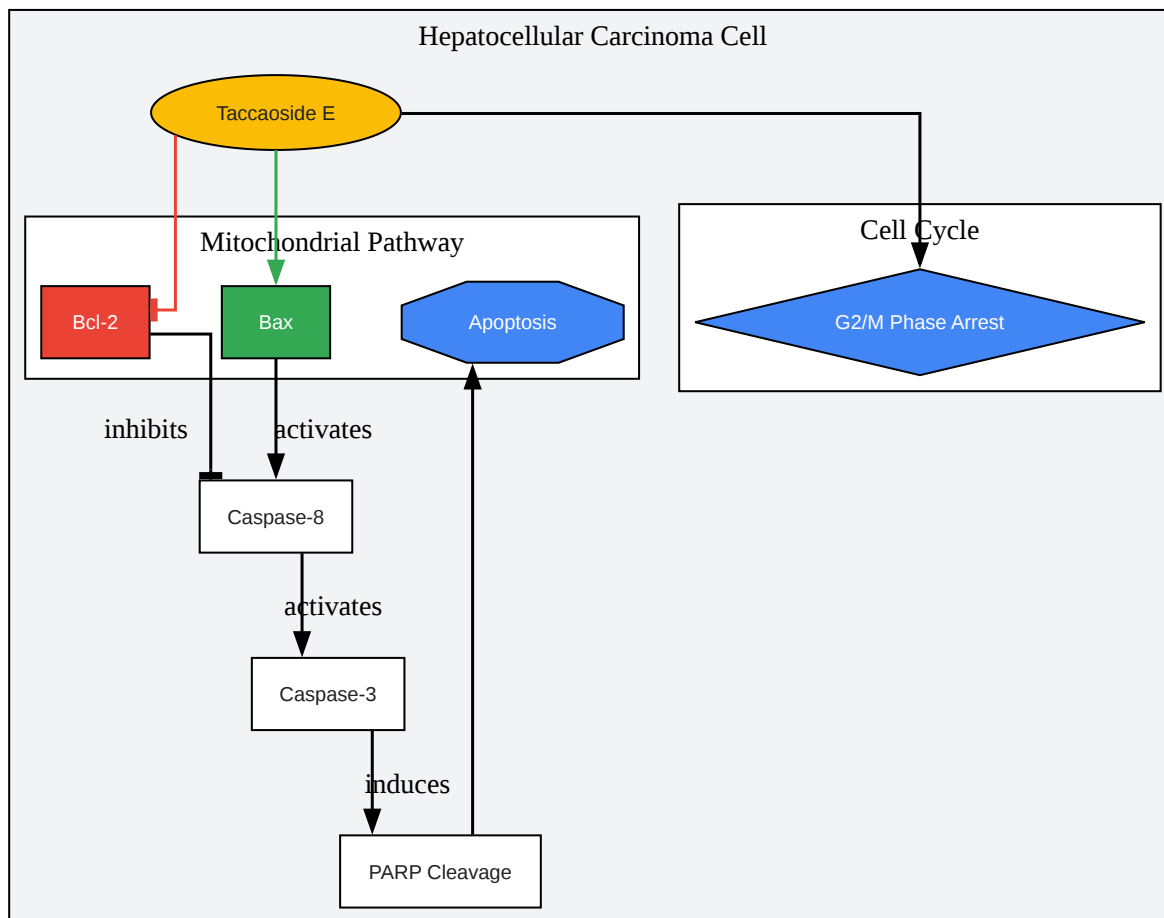 Hepatocellular Carcinoma Cell
Taccaoside E
Mitochondrial Pathway
Cell Cycle
Bcl-2
Bax
Apoptosis
G2/M Phase Arrest
inhibits
activates
Caspase-8
activates
Caspase-3
induces
PARP Cleavage